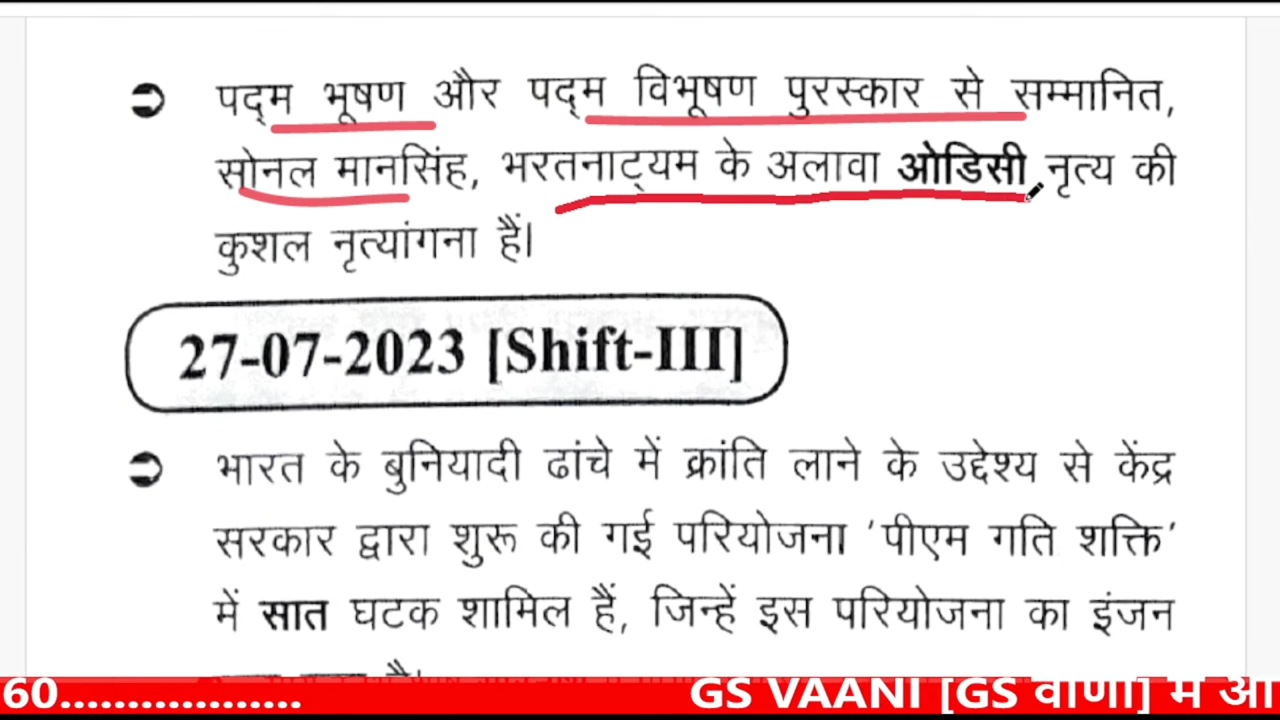 पद्म भूषण और पद्म विभूषण पुरस्कार से सम्मानित,
सोनल मानसिंह, भरतनाट्यम के अलावा ओडिसी नृत्य की
कुशल नृत्यांगना हैं।
27-07-2023 [Shift-III]
भारत के बुनियादी ढांचे में क्रांति लाने के उद्देश्य से केंद्र
सरकार द्वारा शुरू की गई परियोजना 'पीएम गति शक्ति'
में सात घटक शामिल हैं, जिन्हें इस परियोजना का इंजन
है।
60.................. GS VAANI [GS वाणी] में आ